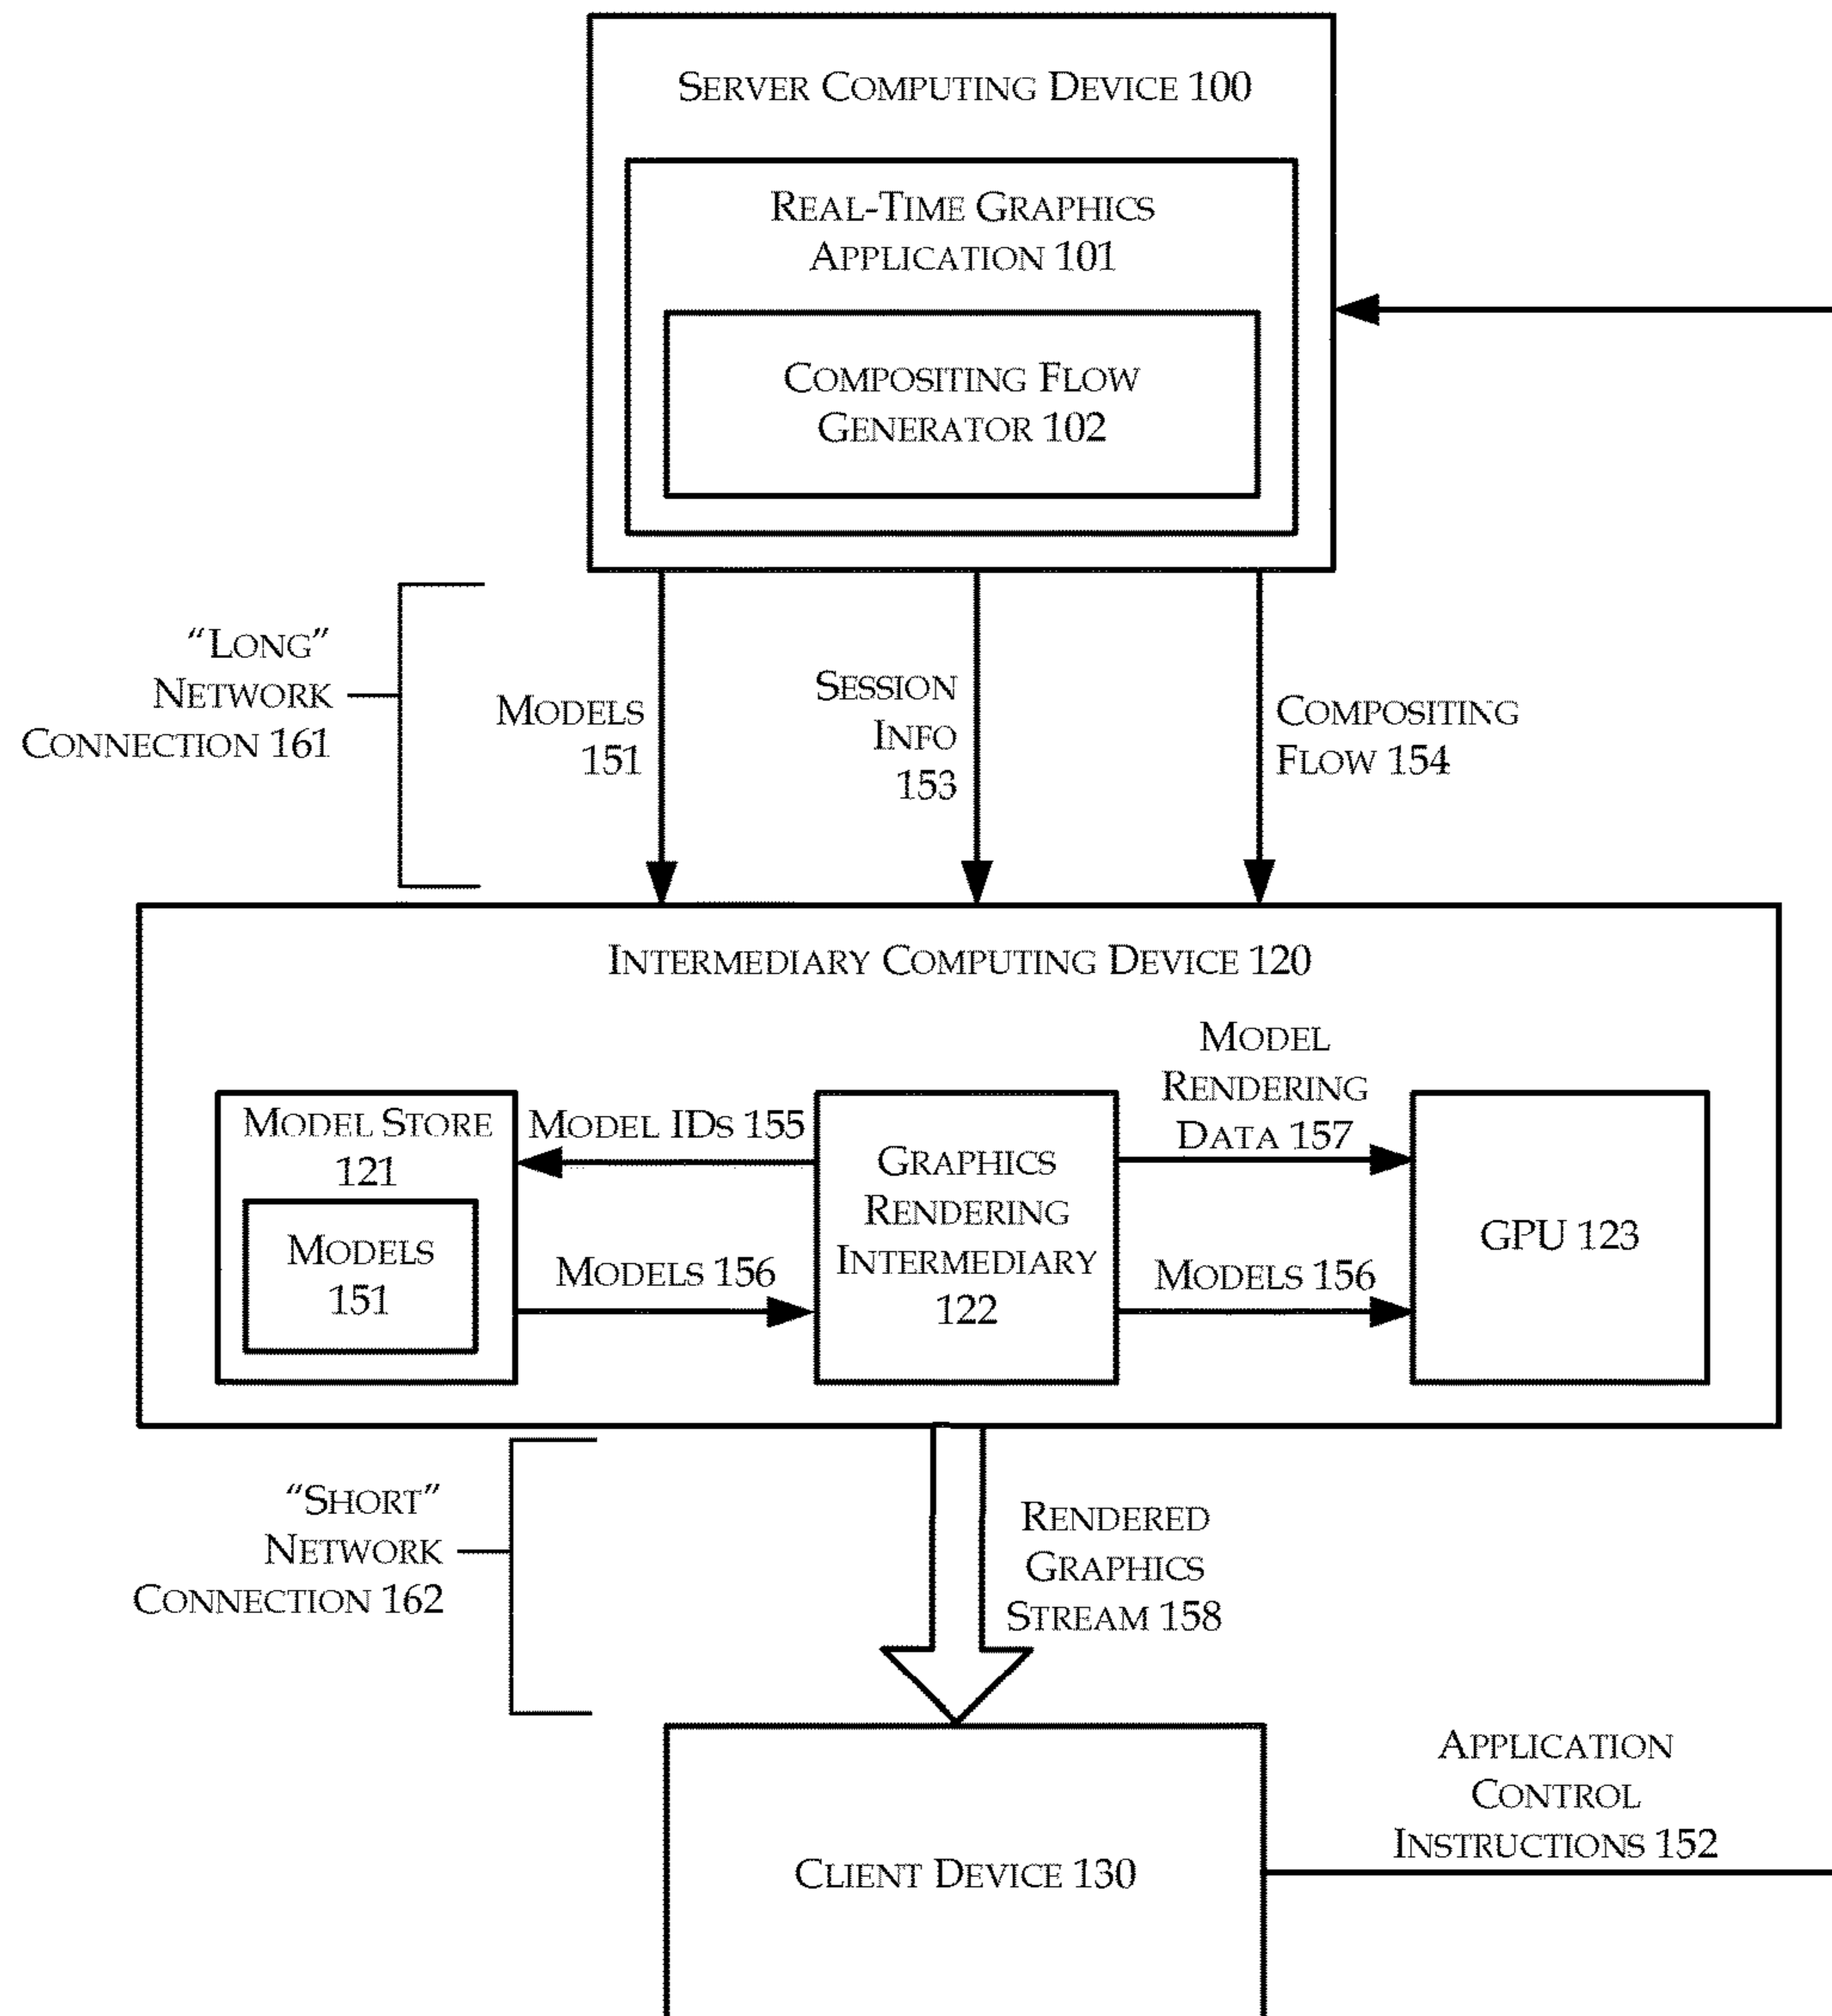 SERVER COMPUTING DEVICE 100
REAL-TIME GRAPHICS
APPLICATION 101
COMPOSITING FLOW
GENERATOR 102
“LONG”
NETWORK
CONNECTION 161
MODELS
151
SESSION
INFO
153
COMPOSITING
FLOW 154
INTERMEDIARY COMPUTING DEVICE 120
MODEL STORE
121
MODELS
151
MODEL IDS 155
MODELS 156
GRAPHICS
RENDERING
INTERMEDIARY
122
MODEL
RENDERING
DATA 157
MODELS 156
GPU 123
“SHORT”
NETWORK
CONNECTION 162
RENDERED
GRAPHICS
STREAM 158
CLIENT DEVICE 130
APPLICATION
CONTROL
INSTRUCTIONS 152